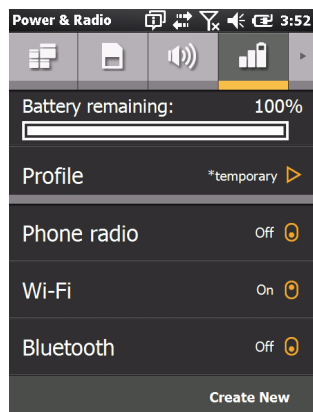 Power & Radio 3:52
Battery remaining: 100%
Profile *temporary
Phone radio Off
Wi-Fi On
Bluetooth Off
Create New